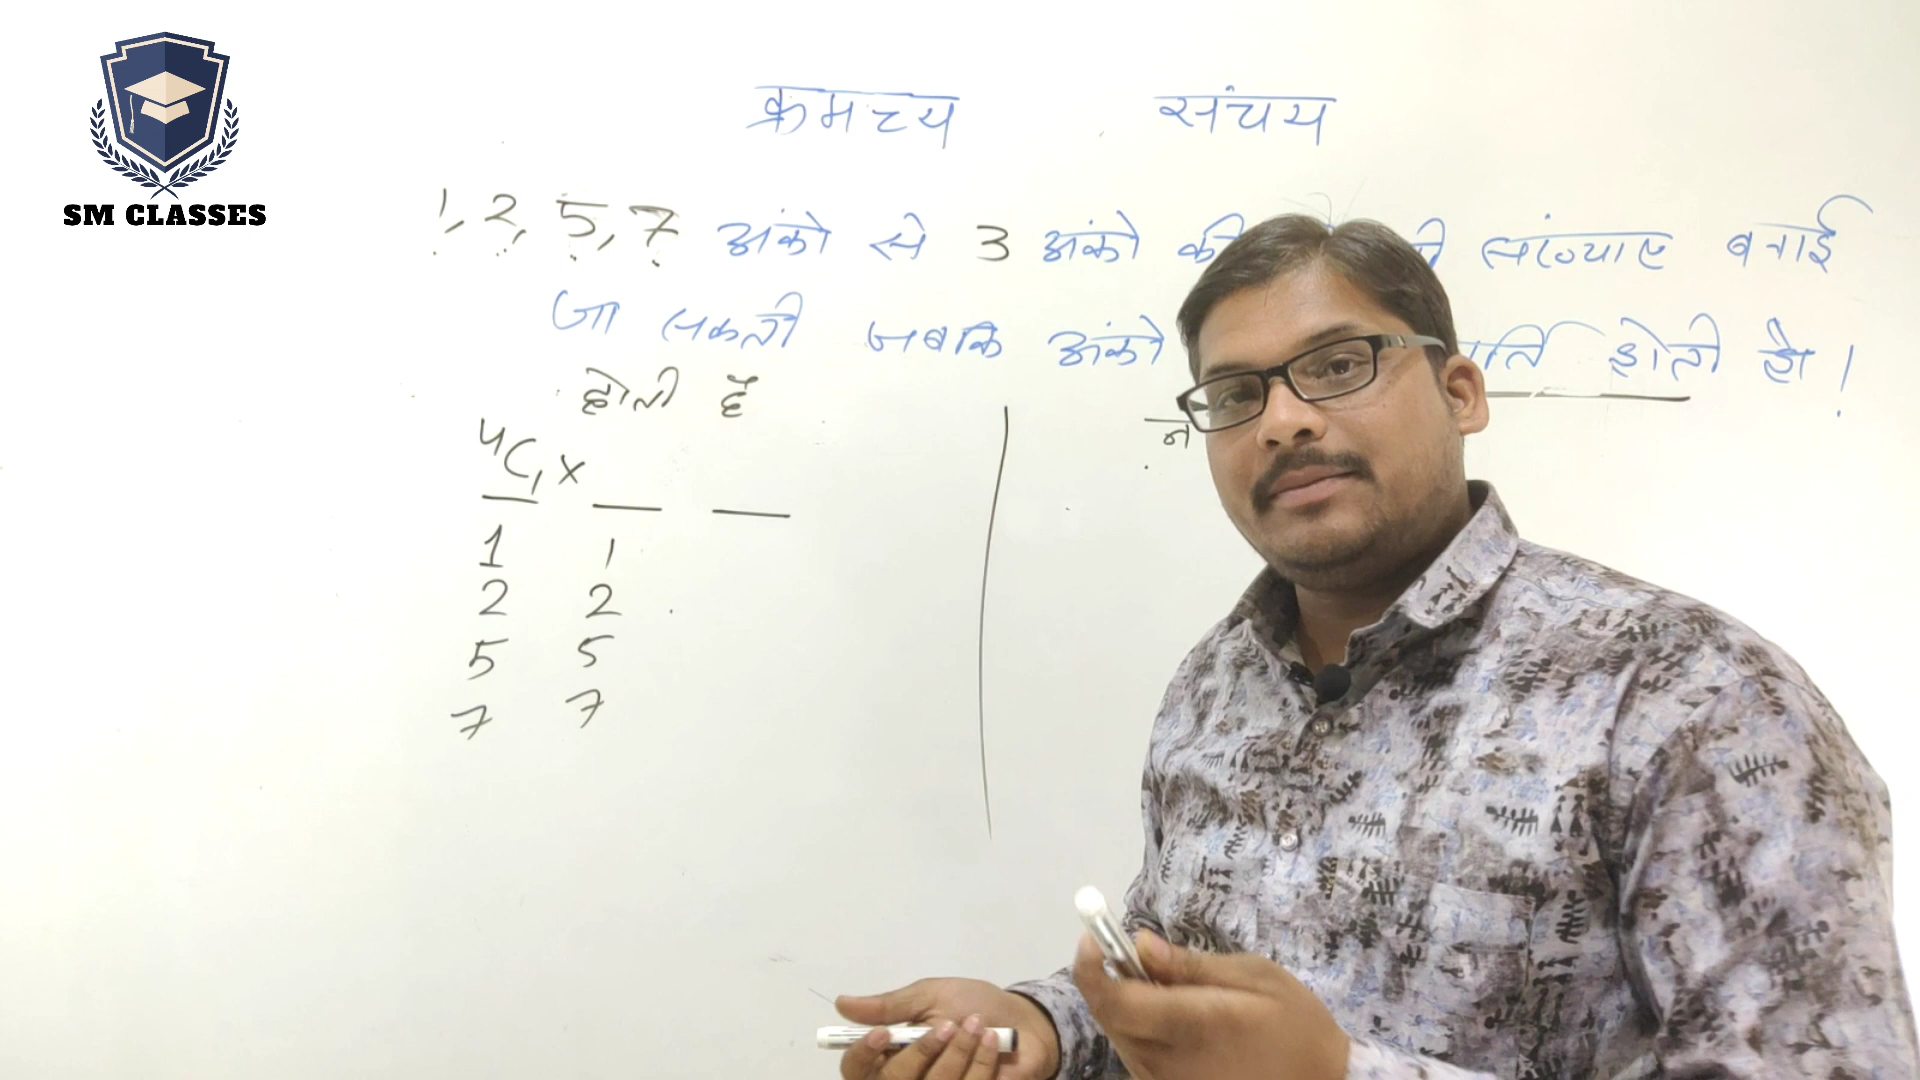 SM CLASSES
क्रमचय संचय
1, 2, 5, 7 अंको से 3 अंको की संख्याए बनाई
जा सकती जबकि अंको होती हो।
होती है
न
4C1 ×
1 1
2 2
5 5
7 7